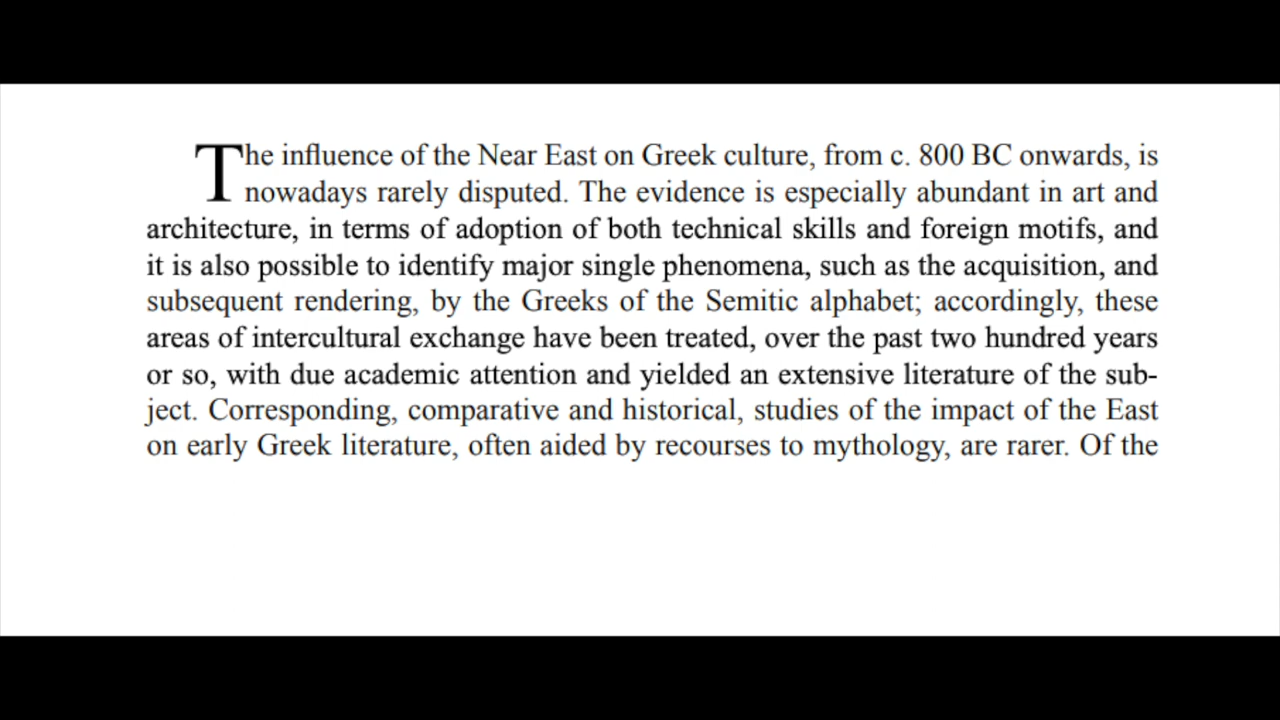 The influence of the Near East on Greek culture, from c. 800 BC onwards, is
nowadays rarely disputed. The evidence is especially abundant in art and
architecture, in terms of adoption of both technical skills and foreign motifs, and
it is also possible to identify major single phenomena, such as the acquisition, and
subsequent rendering, by the Greeks of the Semitic alphabet; accordingly, these
areas of intercultural exchange have been treated, over the past two hundred years
or so, with due academic attention and yielded an extensive literature of the sub-
ject. Corresponding, comparative and historical, studies of the impact of the East
on early Greek literature, often aided by recourses to mythology, are rarer. Of the